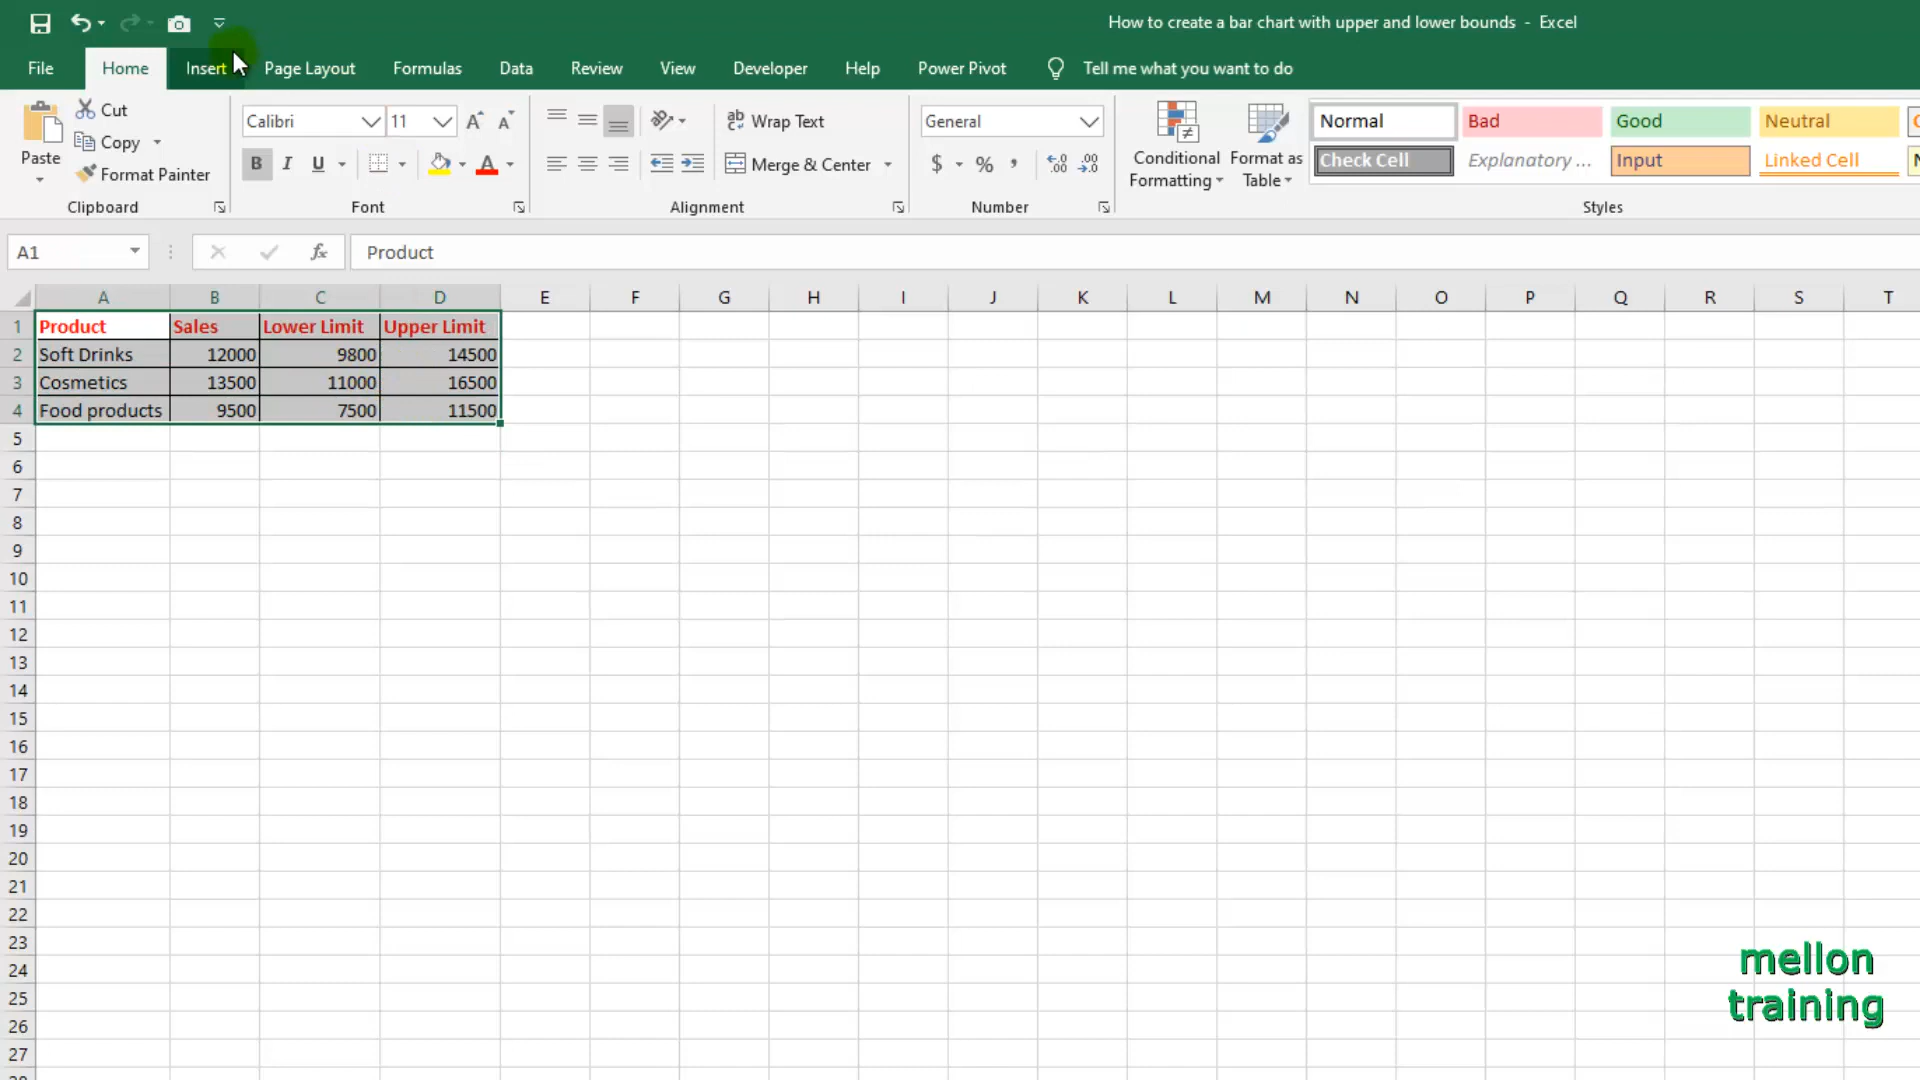 How to create a bar chart with upper and lower bounds - Excel
File Home Insert Page Layout Formulas Data Review View Developer Help Power Pivot Tell me what you want to do
Paste
Cut
Copy
Format Painter
Clipboard
Calibri 11
B I U
Font
Wrap Text
Merge & Center
Alignment
General
$ % ,
Number
Conditional Formatting
Format as Table
Normal Bad Good Neutral
Check Cell Explanatory ... Input Linked Cell
Styles
A1 fx Product
A B C D E F G H I J K L M N O P Q R S T
1 Product Sales Lower Limit Upper Limit
2 Soft Drinks 12000 9800 14500
3 Cosmetics 13500 11000 16500
4 Food products 9500 7500 11500
5
6
7
8
9
10
11
12
13
14
15
16
17
18
19
20
21
22
23
24
25
26
27
mellon
training